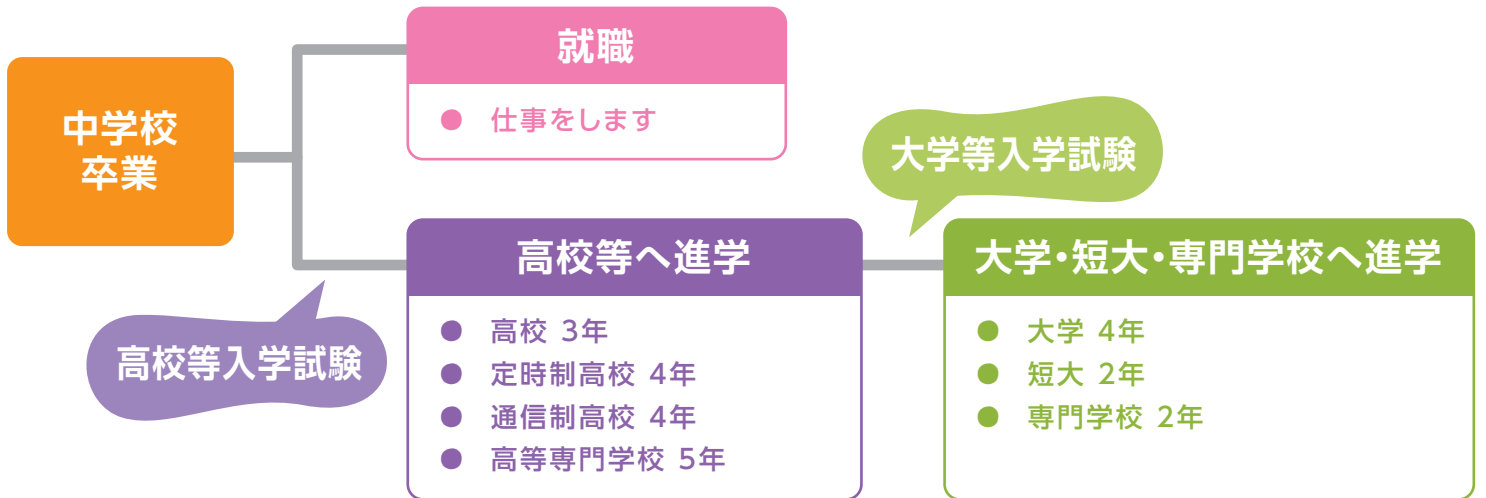 中学校
卒業
就職
● 仕事をします
高校等入学試験
高校等へ進学
● 高校 3年
● 定時制高校 4年
● 通信制高校 4年
● 高等専門学校 5年
大学等入学試験
大学・短大・専門学校へ進学
● 大学 4年
● 短大 2年
● 専門学校 2年